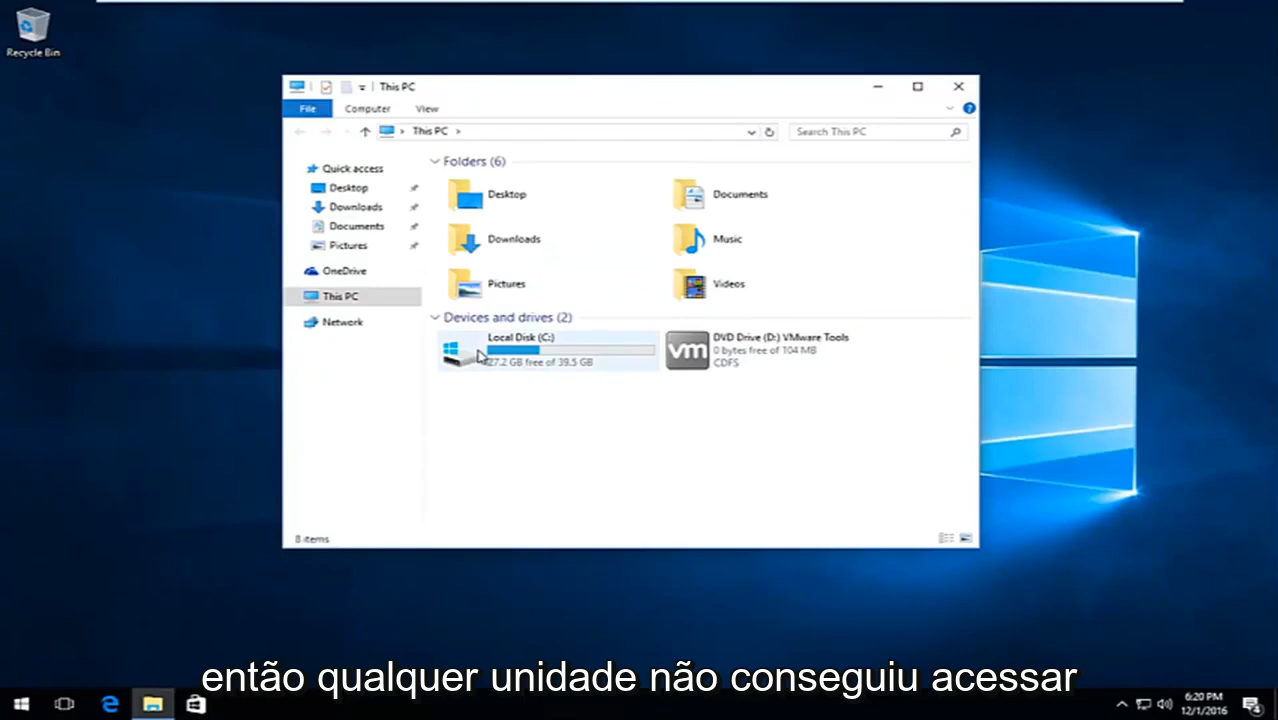 Recycle Bin
This PC
File Computer View
This PC
Search This PC
Quick access
Desktop
Downloads
Documents
Pictures
OneDrive
This PC
Network
Folders (6)
Desktop
Documents
Downloads
Music
Pictures
Videos
Devices and drives (2)
Local Disk (C:)
27.2 GB free of 39.5 GB
DVD Drive (D:) VMware Tools
vm
0 bytes free of 104 MB
CDFS
8 items
então qualquer unidade não conseguiu acessar
6:20 PM
12/1/2016
4